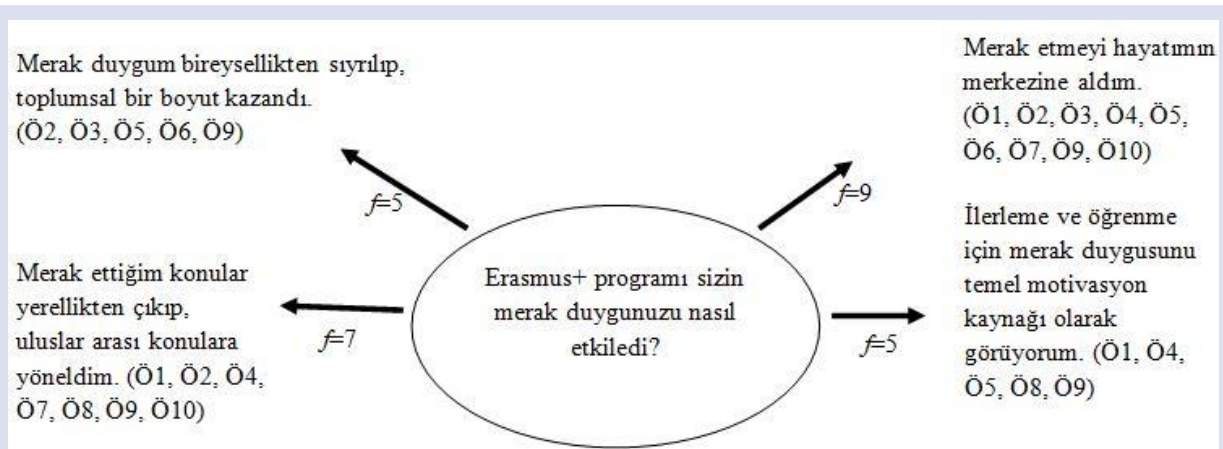 Merak duygum bireysellikten sıyrılıp,
toplumsal bir boyut kazandı.
(Ö2, Ö3, Ö5, Ö6, Ö9)
f=5
Merak etmeyi hayatımın
merkezine aldım.
(Ö1, Ö2, Ö3, Ö4, Ö5,
Ö6, Ö7, Ö9, Ö10)
f=9
Merak ettiğim konular
yerellikten çıkıp,
uluslar arası konulara
yöneldim. (Ö1, Ö2, Ö4,
Ö7, Ö8, Ö9, Ö10)
f=7
Erasmus+ programı sizin
merak duygunuzu nasıl
etkiledi?
f=5
İlerleme ve öğrenme
için merak duygusunu
temel motivasyon
kaynağı olarak
görüyorum. (Ö1, Ö4,
Ö5, Ö8, Ö9)